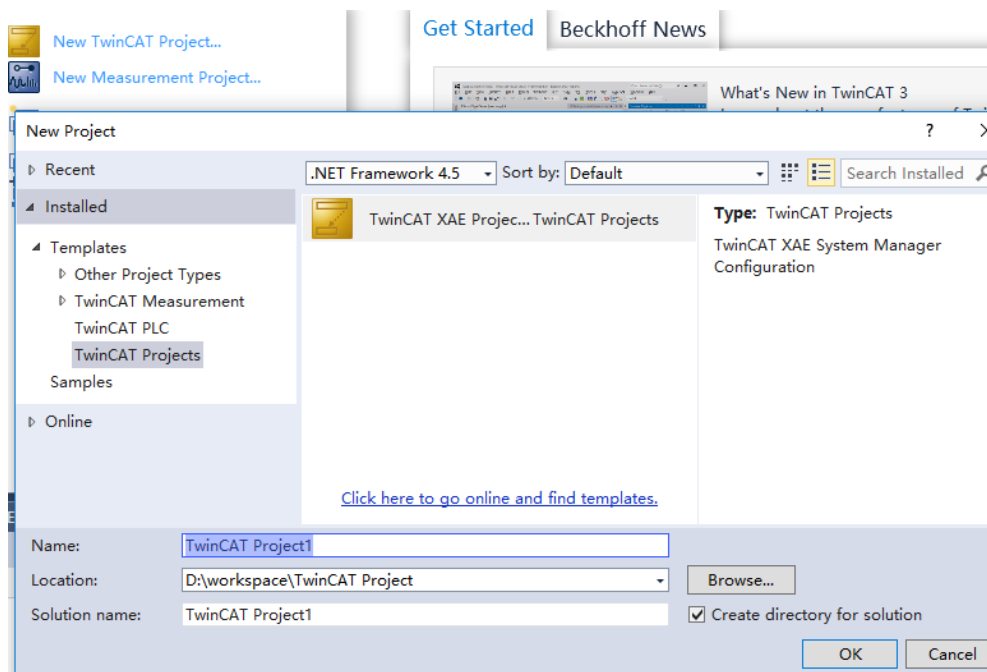 New TwinCAT Project...
New Measurement Project...
Get Started
Beckhoff News
What's New in TwinCAT 3
New Project
?
Recent
.NET Framework 4.5
Sort by:
Default
Search Installed
Installed
Templates
Other Project Types
TwinCAT Measurement
TwinCAT PLC
TwinCAT Projects
Samples
Online
TwinCAT XAE Projec... TwinCAT Projects
Type: TwinCAT Projects
TwinCAT XAE System Manager
Configuration
Click here to go online and find templates.
Name:
TwinCAT Project1
Location:
D:\workspace\TwinCAT Project
Browse...
Solution name:
TwinCAT Project1
Create directory for solution
OK
Cancel